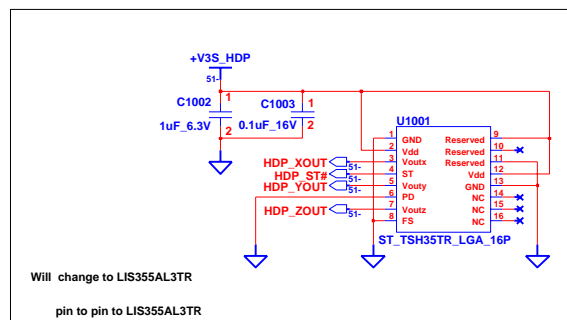 +V3S_HDP
51-
C1002 1
1uF_6.3V 2
C1003 1
0.1uF_16V 2
U1001
1 GND Reserved 9
2 Vdd Reserved 10
HDP_XOUT 51- 3 Voutx Reserved 11
HDP_ST# 51- 4 ST Vdd 12
HDP_YOUT 51- 5 Vouty GND 13
6 PD NC 14
HDP_ZOUT 51- 7 Voutz NC 15
8 FS NC 16
ST_TSH35TR_LGA_16P
Will change to LIS355AL3TR
pin to pin to LIS355AL3TR